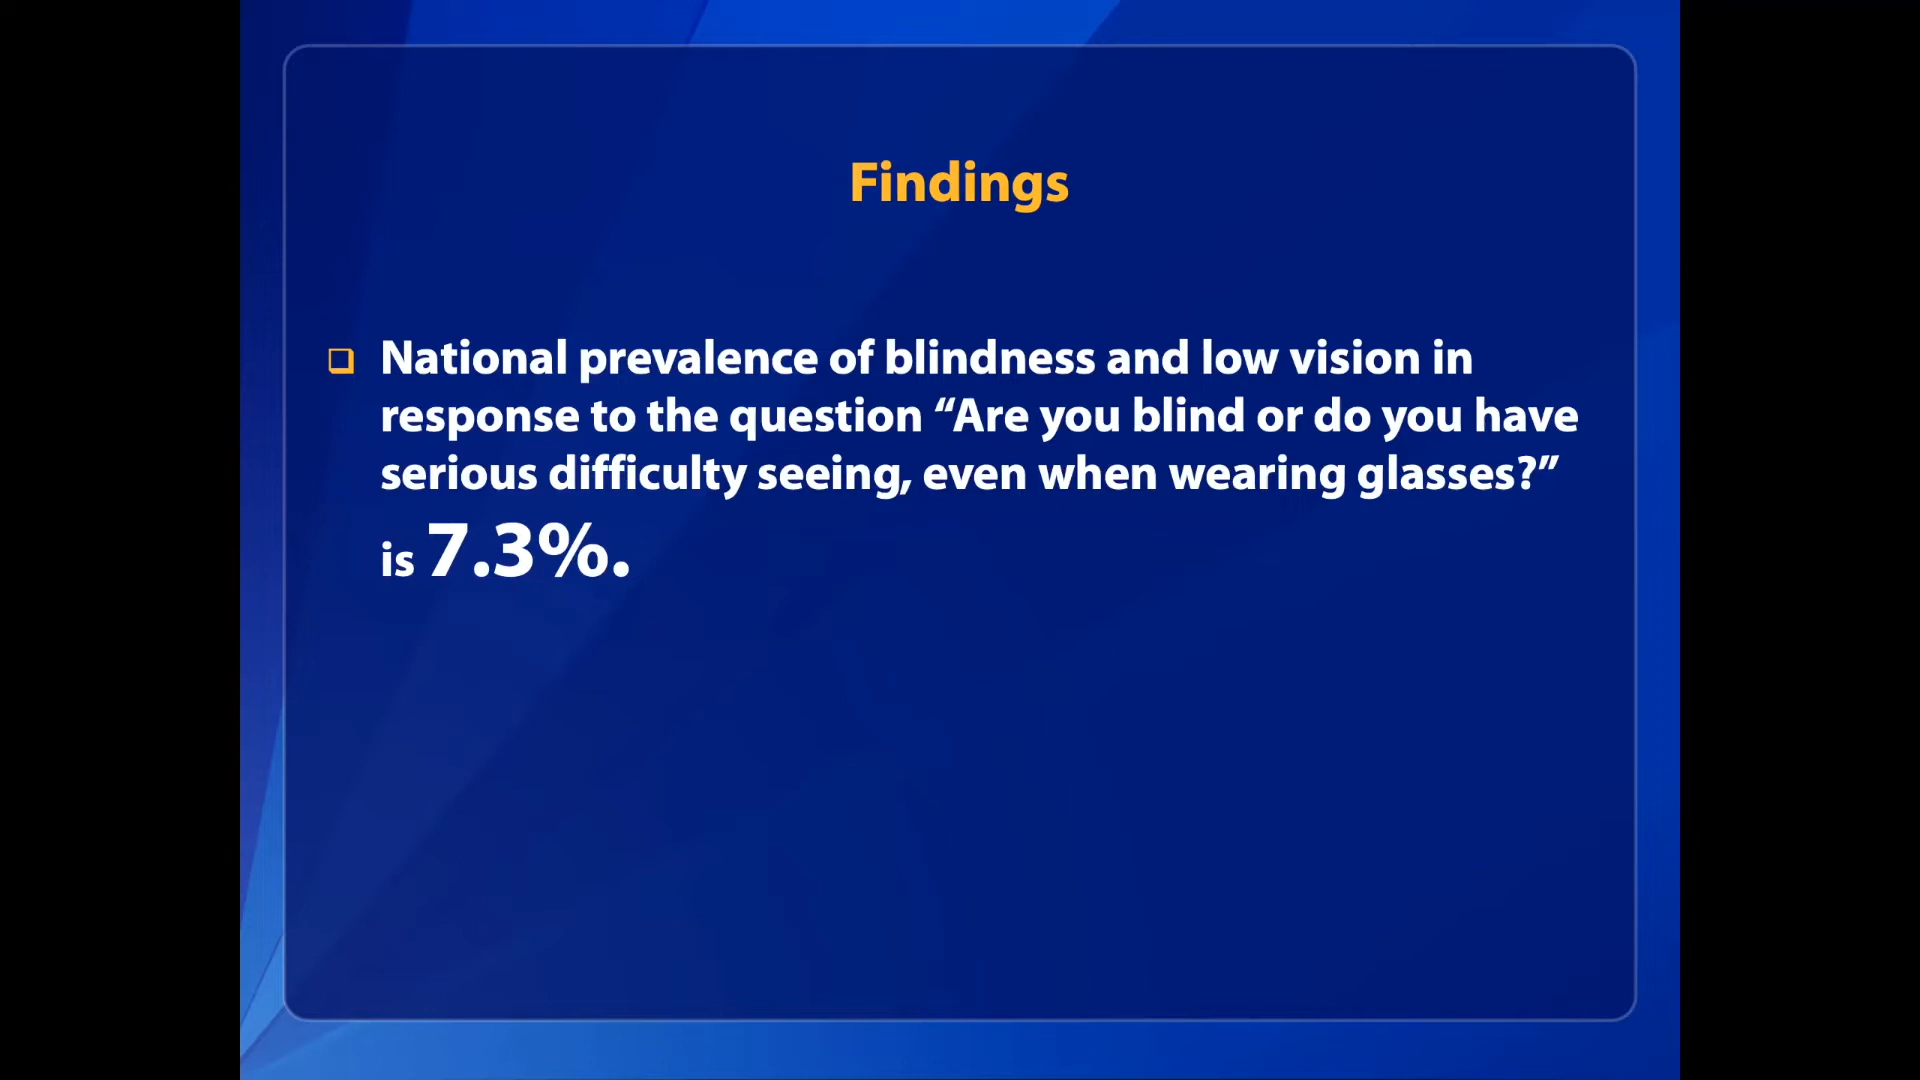 Findings
National prevalence of blindness and low vision in
response to the question “Are you blind or do you have
serious difficulty seeing, even when wearing glasses?”
is 7.3%.